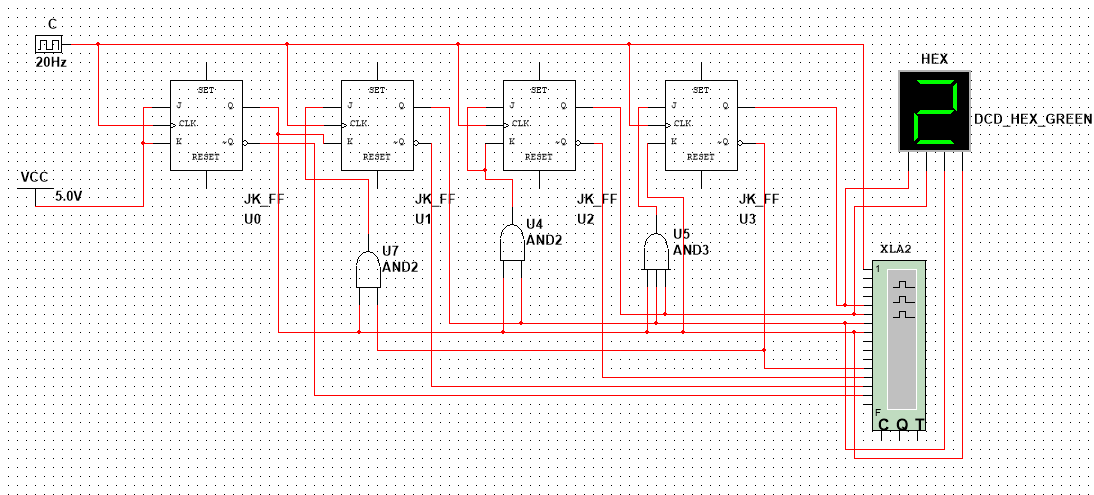 C
20Hz
HEX
2
DCD_HEX_GREEN
SET
J Q
CLK
K ~Q
RESET
SET
J Q
CLK
K ~Q
RESET
SET
J Q
CLK
K ~Q
RESET
SET
J Q
CLK
K ~Q
RESET
VCC
5.0V
JK_FF
U0
JK_FF
U1
JK_FF
U2
JK_FF
U3
U7
AND2
U4
AND2
U5
AND3
XLA2
1
F
C Q T